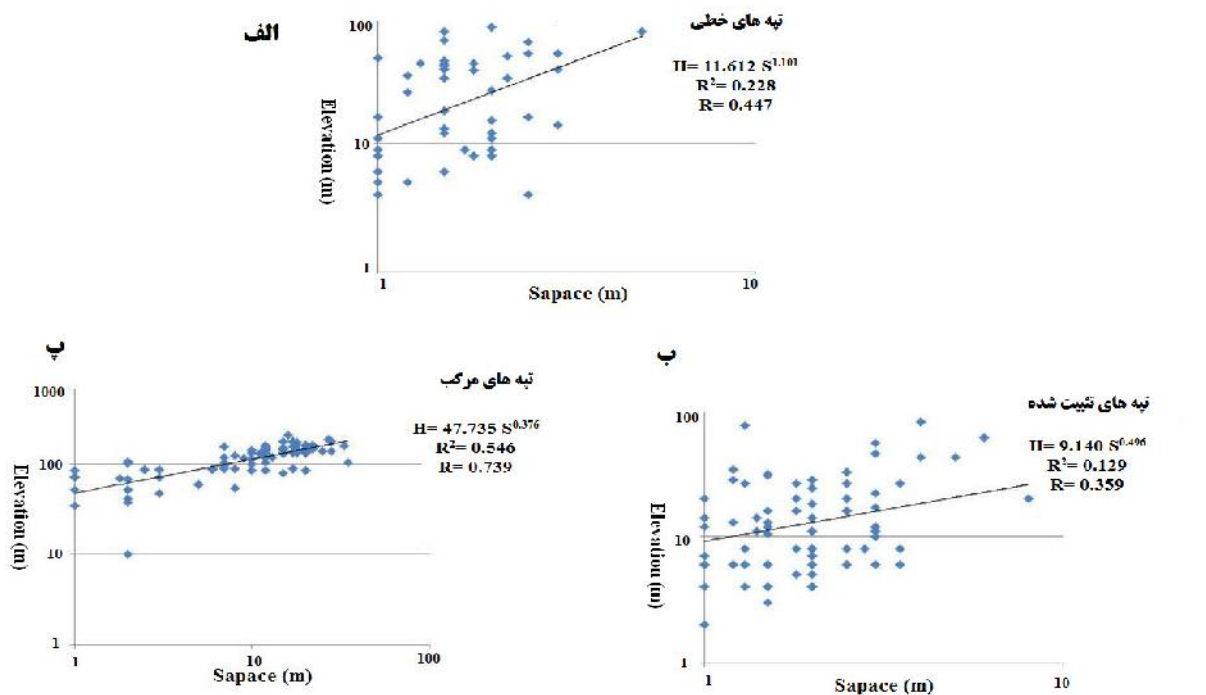 الف
تپه های خطی
H= 11.612 S^1.101
R²= 0.228
R= 0.447
100
10
1
Elevation (m)
1
10
Sapace (m)
پ
تپه های مرکب
H= 47.735 S^0.376
R²= 0.546
R= 0.739
1000
100
10
1
Elevation (m)
1
10
100
Sapace (m)
ب
تپه های تثبیت شده
H= 9.140 S^0.496
R²= 0.129
R= 0.359
100
10
1
Elevation (m)
1
10
Sapace (m)